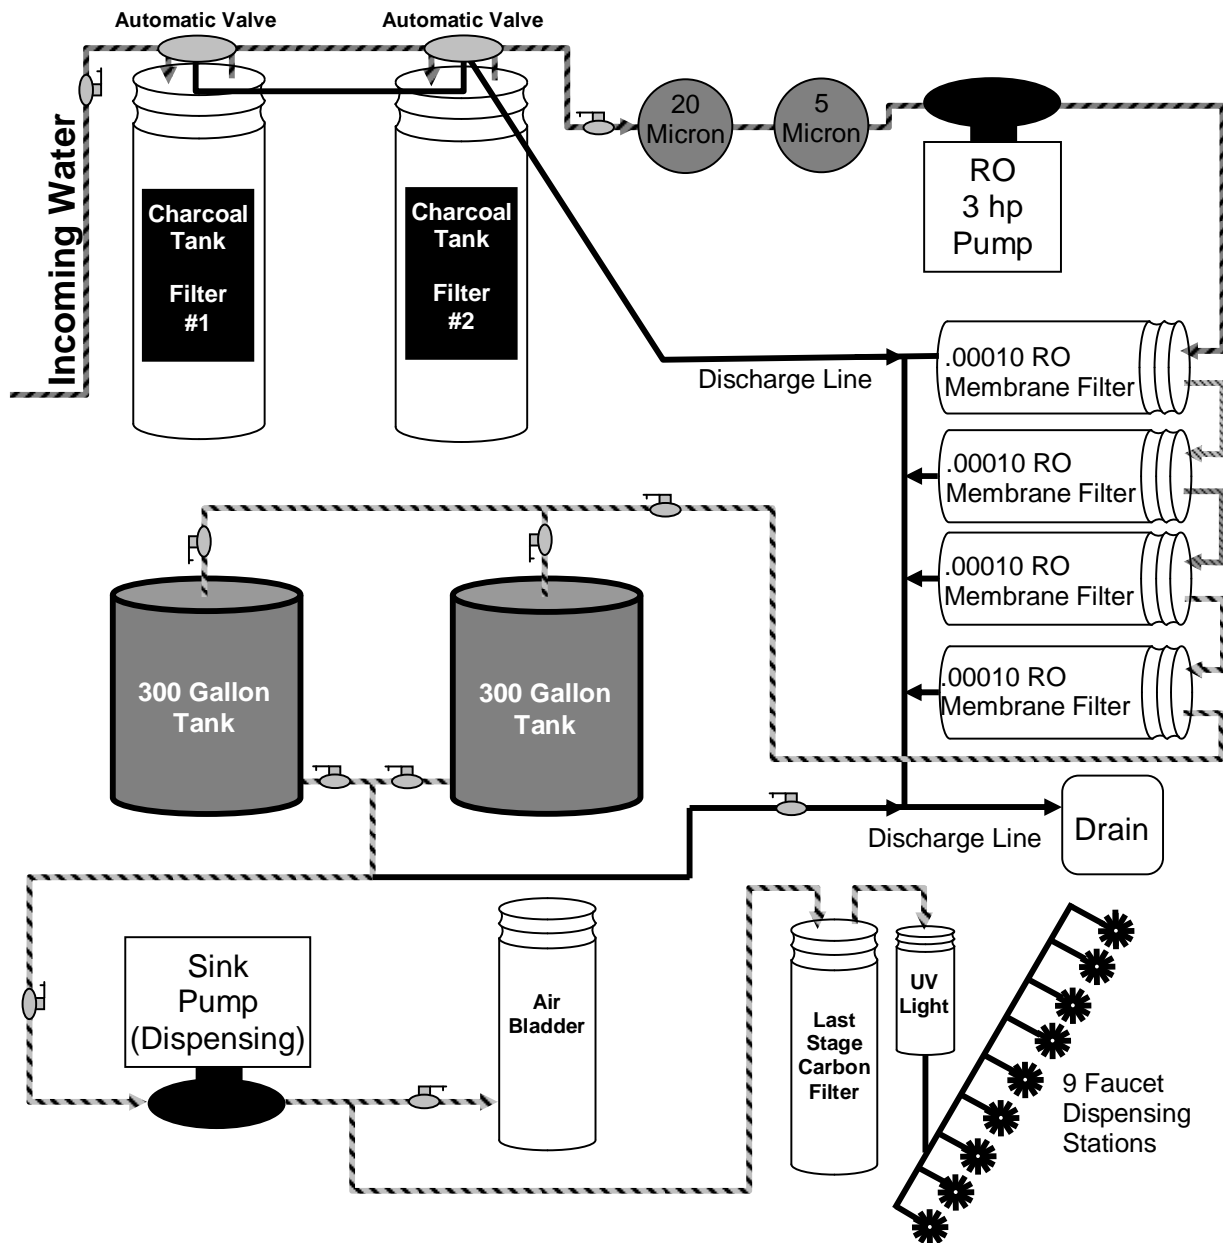 Automatic Valve
Automatic Valve
Incoming Water
Charcoal
Tank
Filter
#1
Charcoal
Tank
Filter
#2
20
Micron
5
Micron
RO
3 hp
Pump
Discharge Line
.00010 RO
Membrane Filter
.00010 RO
Membrane Filter
.00010 RO
Membrane Filter
.00010 RO
Membrane Filter
300 Gallon
Tank
300 Gallon
Tank
Discharge Line
Drain
Sink
Pump
(Dispensing)
Air
Bladder
Last
Stage
Carbon
Filter
UV
Light
9 Faucet
Dispensing
Stations